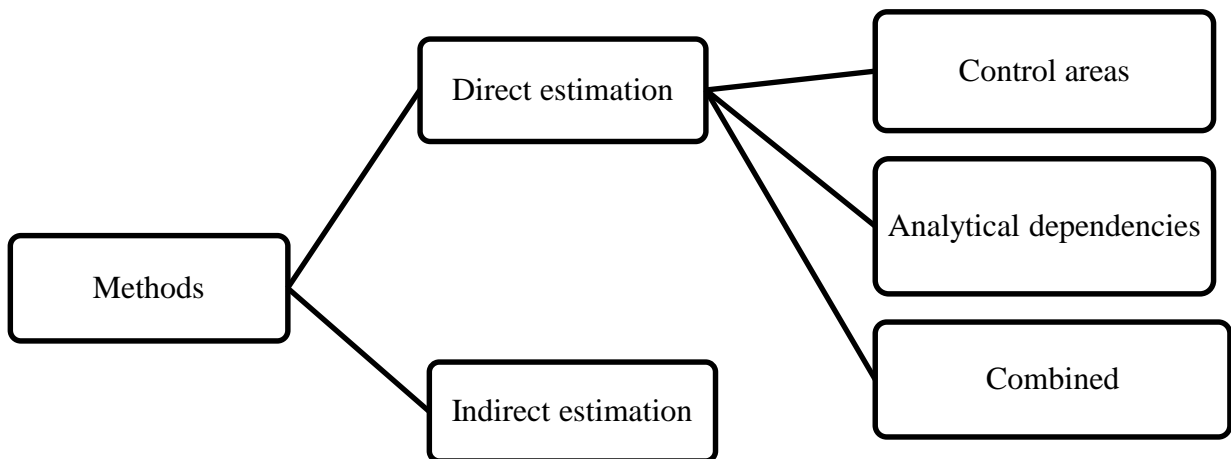 Methods
Direct estimation
Indirect estimation
Control areas
Analytical dependencies
Combined